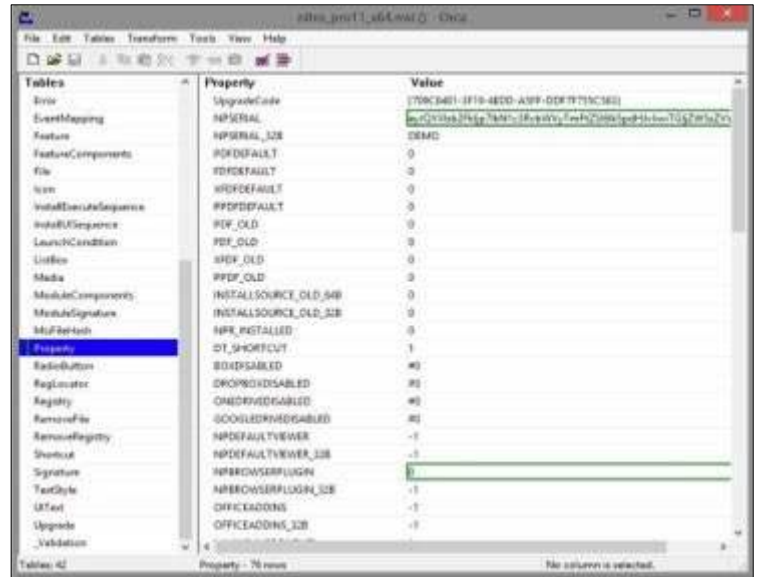 nitro_pro11_x64.msi () - Orca
File Edit Tables Transform Tools View Help
Tables
Error
EventMapping
Feature
FeatureComponents
File
Icon
InstallExecuteSequence
InstallUISequence
LaunchCondition
ListBox
Media
ModuleComponents
ModuleSignature
MsiFileHash
Property
RadioButton
RegLocator
Registry
RemoveFile
RemoveRegistry
Shortcut
Signature
TextStyle
UIText
Upgrade
_Validation
Property Value
UpgradeCode
NPSERIAL
NPSERIAL_32B DEMO
PDFDEFAULT 0
FDFDEFAULT 0
XFDFDEFAULT 0
PPDFDEFAULT 0
PDF_OLD 0
FDF_OLD 0
XFDF_OLD 0
PPDF_OLD 0
INSTALLSOURCE_OLD_64B 0
INSTALLSOURCE_OLD_32B 0
NPR_INSTALLED 0
DT_SHORTCUT 1
BOXDISABLED #0
DROPBOXDISABLED #0
ONEDRIVEDISABLED #0
GOOGLEDRIVEDISABLED #0
NPDEFAULTVIEWER -1
NPDEFAULTVIEWER_32B -1
NPBROWSERPLUGIN 0
NPBROWSERPLUGIN_32B -1
OFFICEADDINS -1
OFFICEADDINS_32B -1
Tables: 42 Property - 76 rows No column is selected.